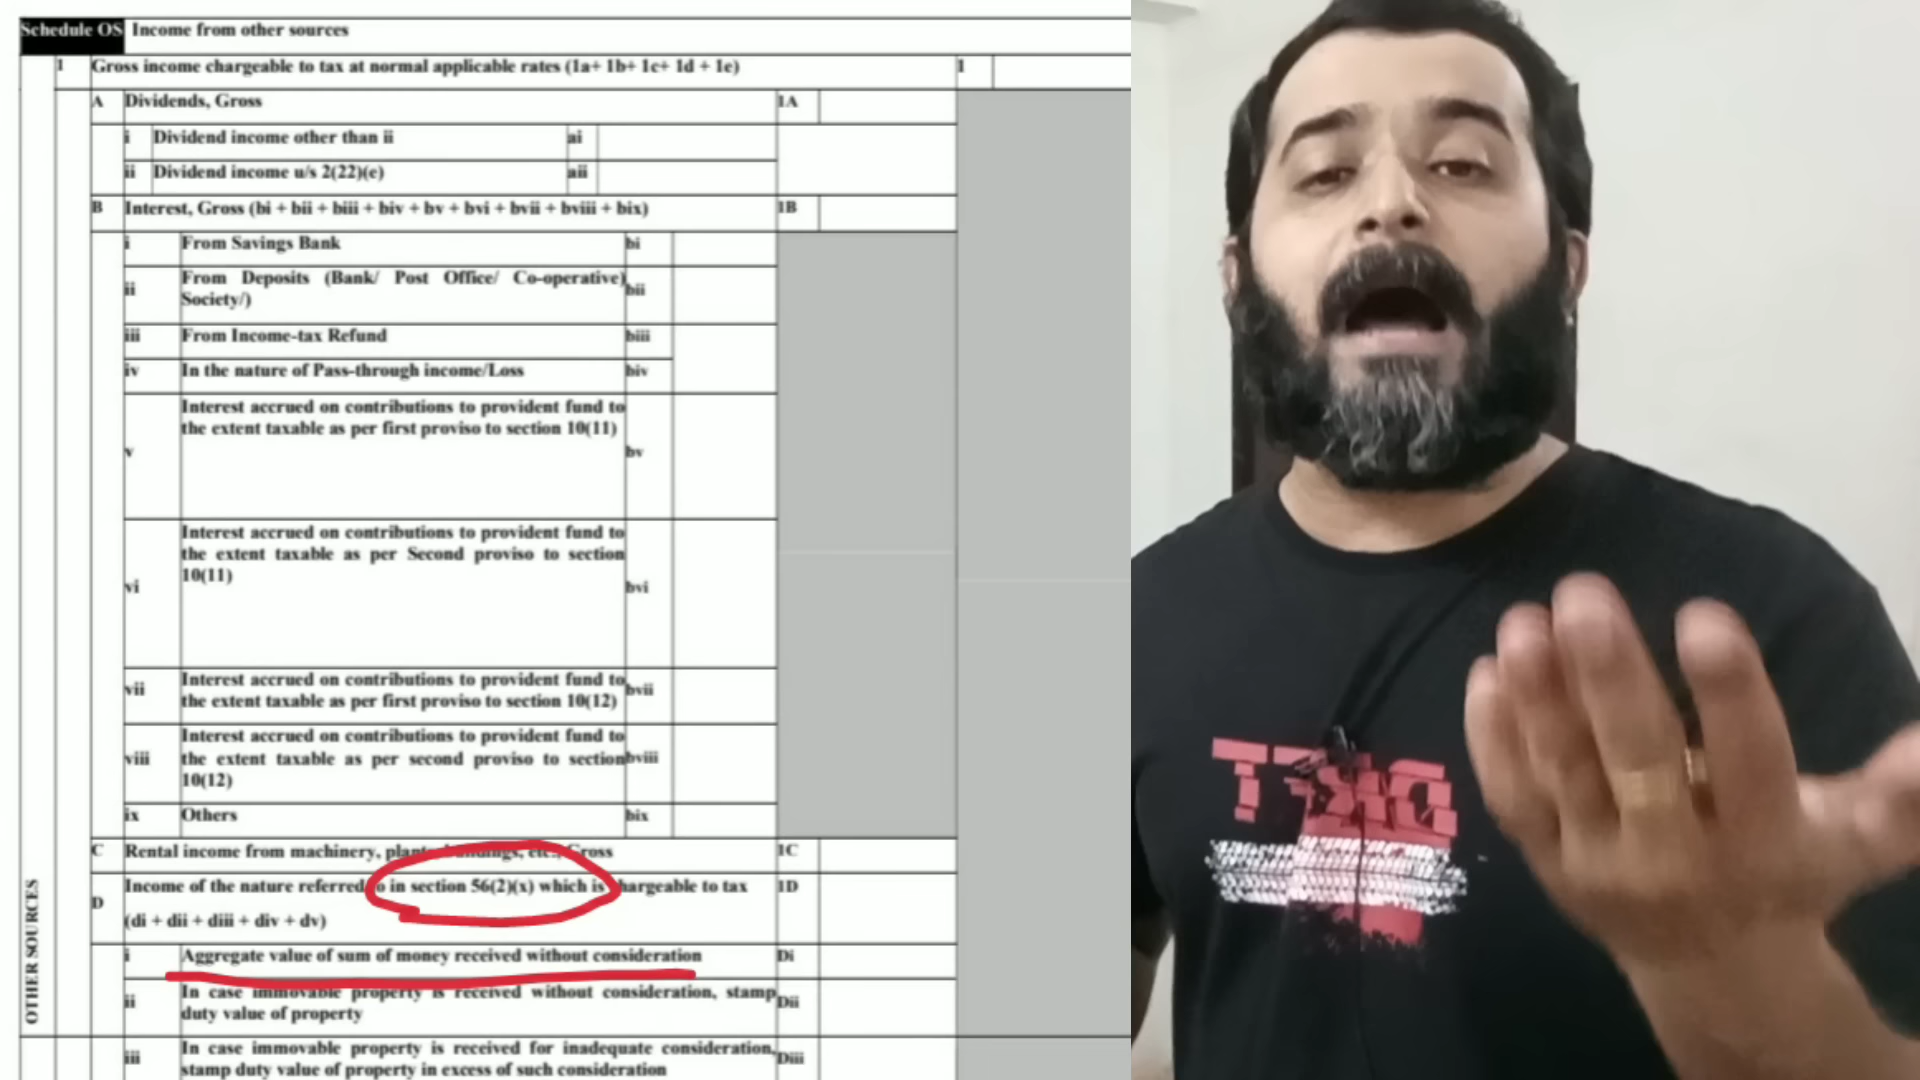 Schedule OS Income from other sources
1 Gross income chargeable to tax at normal applicable rates (1a+ 1b+ 1c+ 1d + 1e) 1
A Dividends, Gross 1A
i Dividend income other than ii ai
ii Dividend income u/s 2(22)(e) aii
B Interest, Gross (bi + bii + biii + biv + bv + bvi + bvii + bviii + bix) 1B
i From Savings Bank bi
ii From Deposits (Bank/ Post Office/ Co-operative) bii
Society/)
iii From Income-tax Refund biii
iv In the nature of Pass-through income/Loss biv
Interest accrued on contributions to provident fund to
the extent taxable as per first proviso to section 10(11)
v bv
Interest accrued on contributions to provident fund to
the extent taxable as per Second proviso to section
10(11)
vi bvi
vii Interest accrued on contributions to provident fund to bvii
the extent taxable as per first proviso to section 10(12)
Interest accrued on contributions to provident fund to
viii the extent taxable as per second proviso to section bviii
10(12)
ix Others bix
C Rental income from machinery, plants, buildings, etc., Gross 1C
D Income of the nature referred to in section 56(2)(x) which is chargeable to tax 1D
(di + dii + diii + div + dv)
i Aggregate value of sum of money received without consideration Di
ii In case immovable property is received without consideration, stamp Dii
duty value of property
iii In case immovable property is received for inadequate consideration, Diii
stamp duty value of property in excess of such consideration
OTHER SOURCES